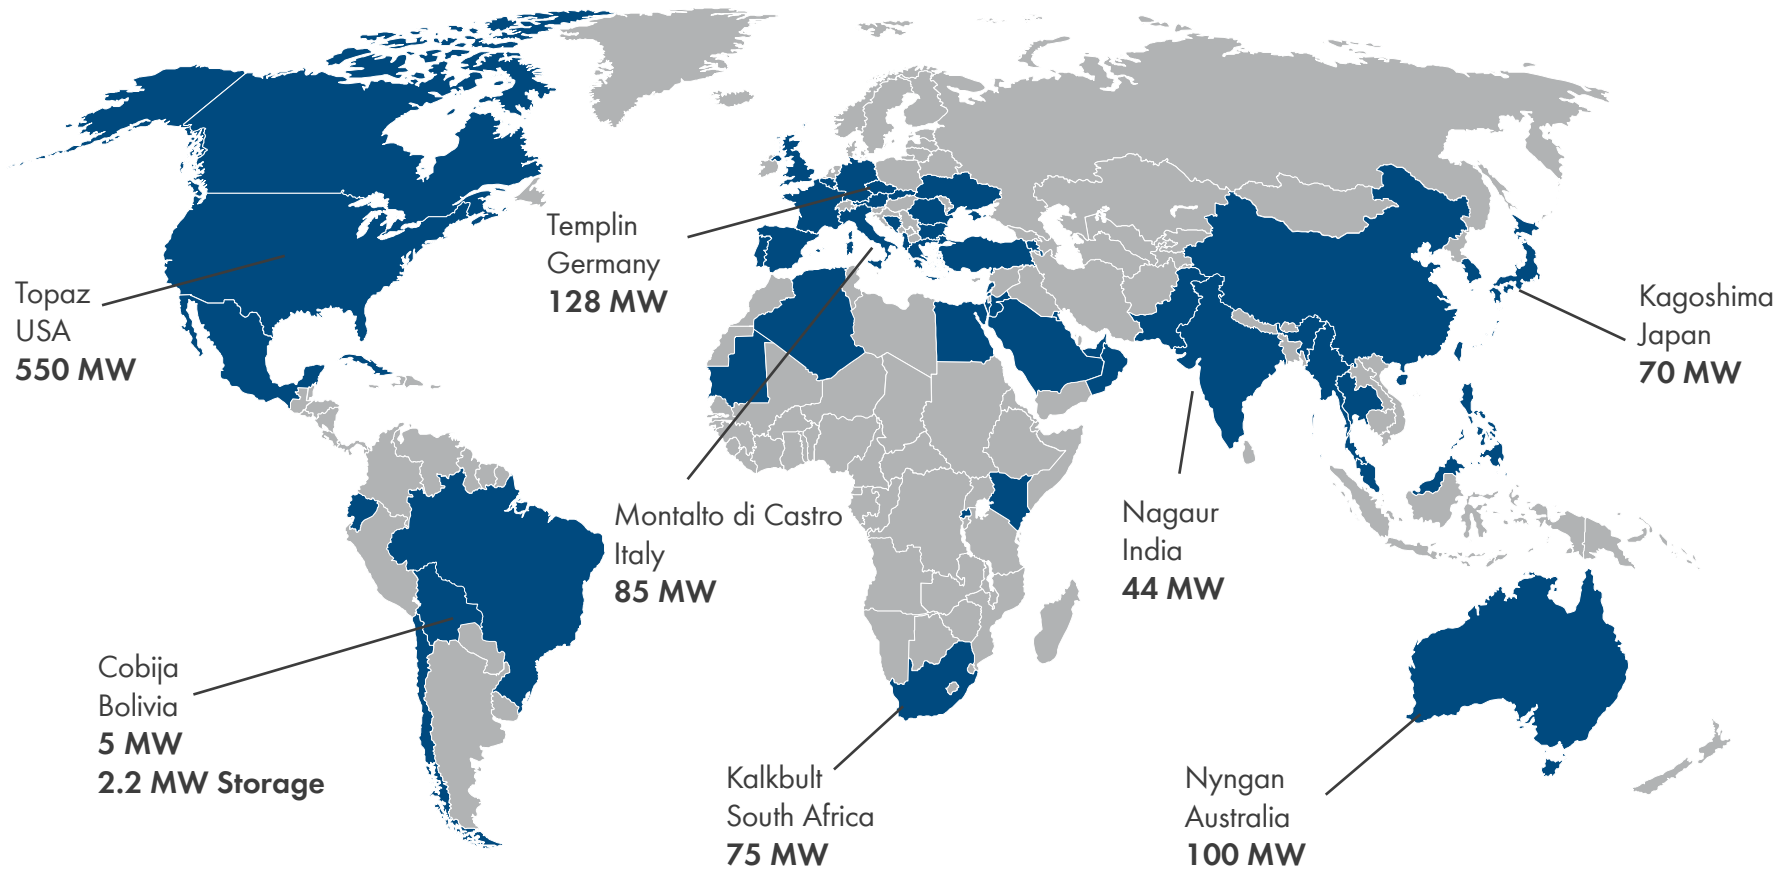 Topaz
USA
550 MW
Templin
Germany
128 MW
Kagoshima
Japan
70 MW
Montalto di Castro
Italy
85 MW
Nagaur
India
44 MW
Cobija
Bolivia
5 MW
2.2 MW Storage
Kalkbult
South Africa
75 MW
Nyngan
Australia
100 MW